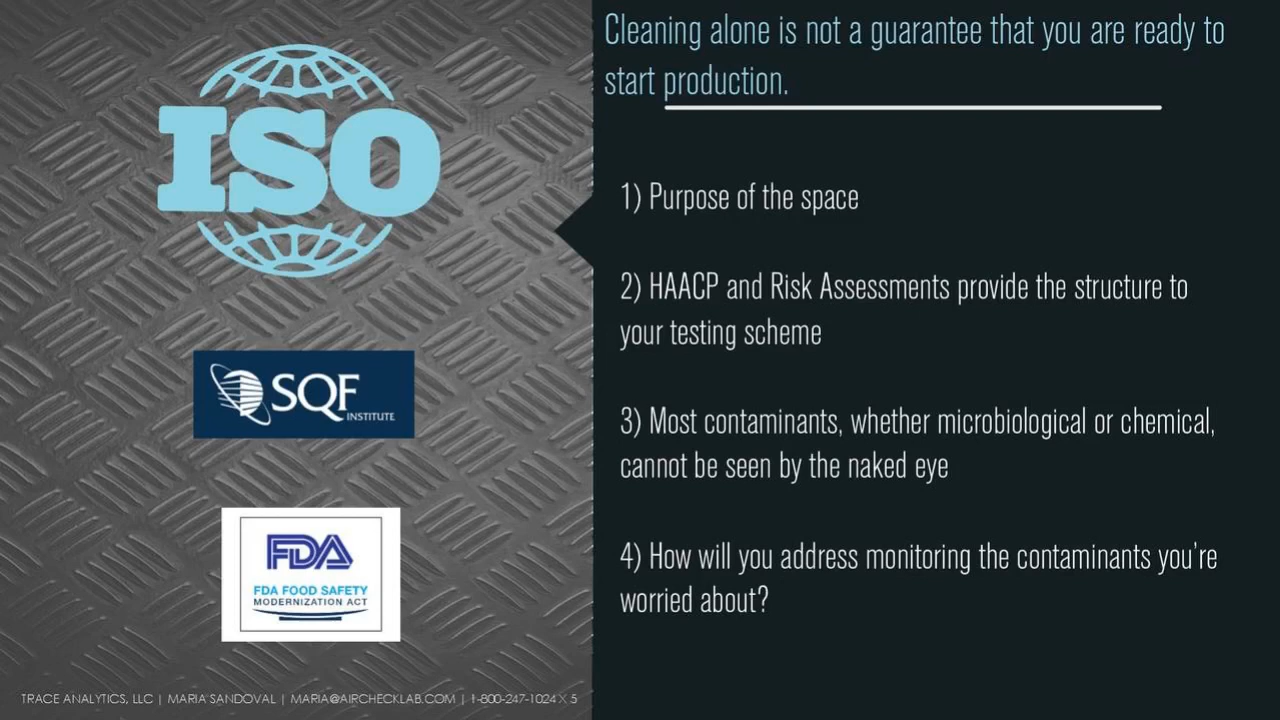 Cleaning alone is not a guarantee that you are ready to
start production.
ISO
1) Purpose of the space
2) HAACP and Risk Assessments provide the structure to
your testing scheme
SQF
INSTITUTE
3) Most contaminants, whether microbiological or chemical,
cannot be seen by the naked eye
FDA
FDA FOOD SAFETY
MODERNIZATION ACT
4) How will you address monitoring the contaminants you're
worried about?
TRACE ANALYTICS, LLC | MARIA SANDOVAL | MARIA@AIRCHECKLAB.COM | 1-800-247-1024 X 5